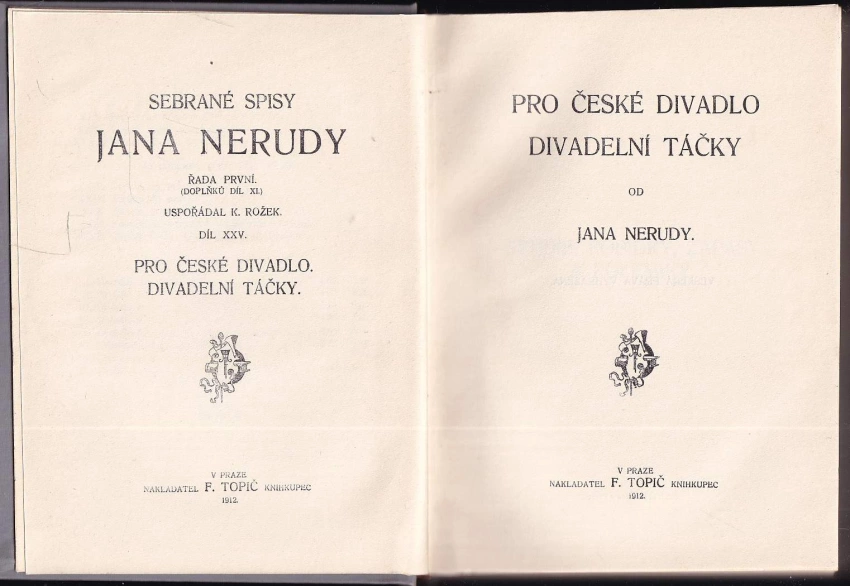 SEBRANÉ SPISY
JANA NERUDY
ŘADA PRVNÍ.
(DOPLŇKŮ DÍL XI.)
USPOŘÁDAL K. ROŽEK.
DÍL XXV.
PRO ČESKÉ DIVADLO.
DIVADELNÍ TÁČKY.
V PRAZE
NAKLADATEL F. TOPIČ KNIHKUPEC
1912.
PRO ČESKÉ DIVADLO
DIVADELNÍ TÁČKY
OD
JANA NERUDY.
V PRAZE
NAKLADATEL F. TOPIČ KNIHKUPEC
1912.